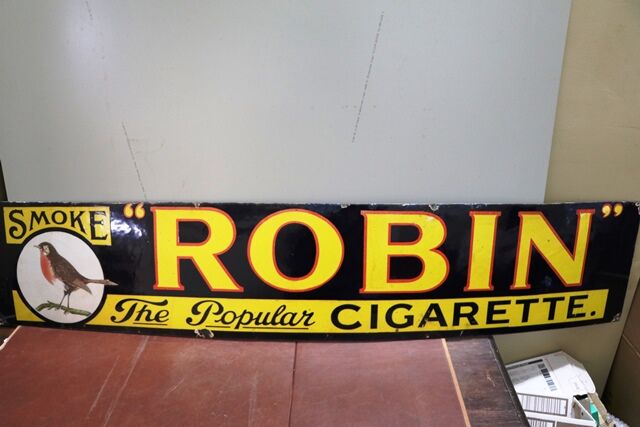 SMOKE
"ROBIN"
The Popular CIGARETTE.